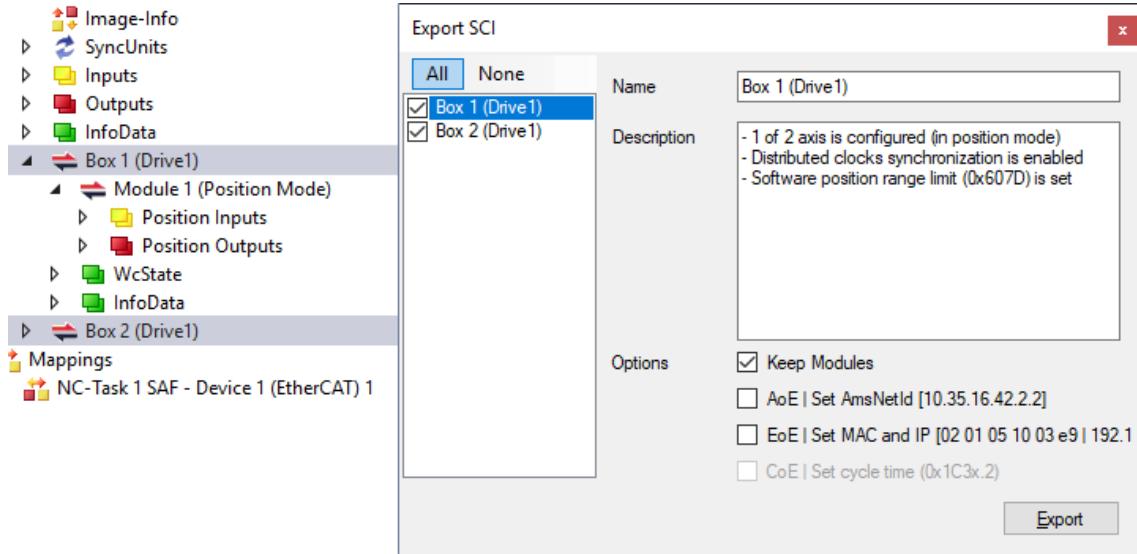 Image-Info
SyncUnits
Inputs
Outputs
InfoData
Box 1 (Drive1)
Module 1 (Position Mode)
Position Inputs
Position Outputs
WcState
InfoData
Box 2 (Drive1)
Mappings
NC-Task 1 SAF - Device 1 (EtherCAT) 1
Export SCI
x
All None
Box 1 (Drive1)
Box 2 (Drive1)
Name
Box 1 (Drive1)
Description
- 1 of 2 axis is configured (in position mode)
- Distributed clocks synchronization is enabled
- Software position range limit (0x607D) is set
Options
Keep Modules
AoE | Set AmsNetId [10.35.16.42.2.2]
EoE | Set MAC and IP [02 01 05 10 03 e9 | 192.1
CoE | Set cycle time (0x1C3x.2)
Export